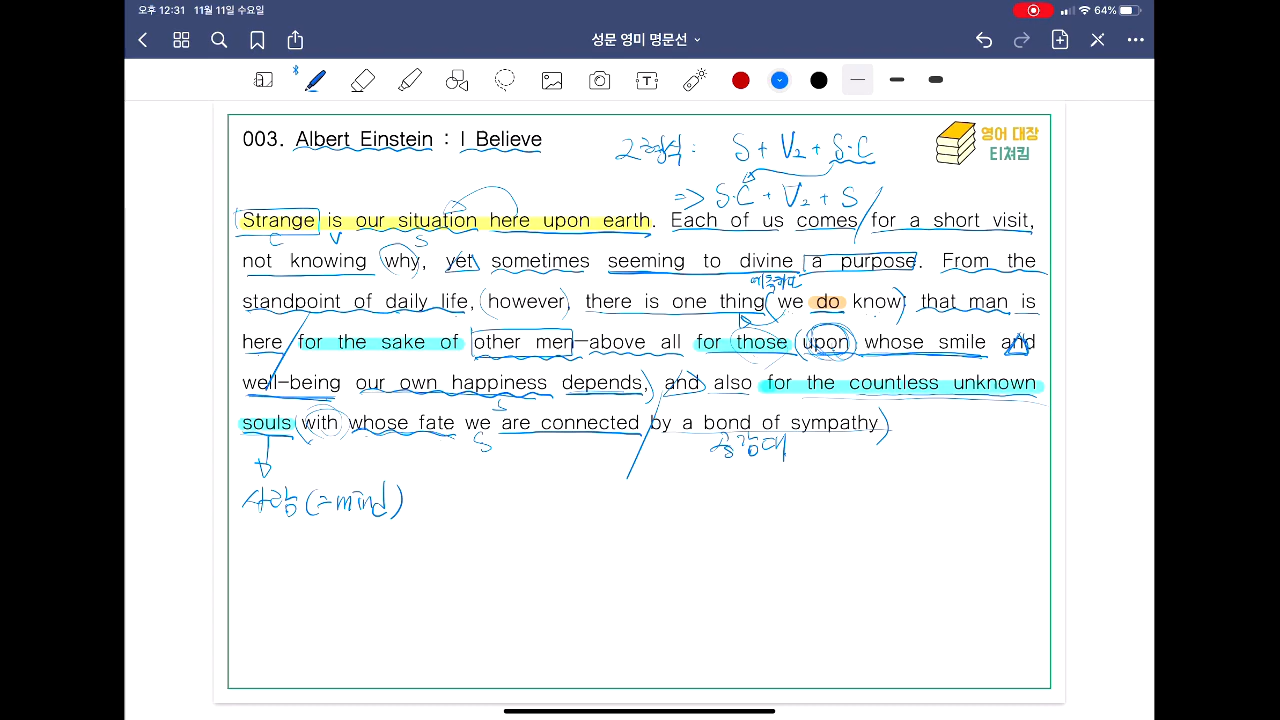 오후 12:31 11월 11일 수요일
64%
성문 영미 명문선
003. Albert Einstein : I Believe
2형식 : S + V₂ + S·C
영어 대장
티쳐킴
=> S·C + V₂ + S
Strange is our situation here upon earth. Each of us comes for a short visit,
C V S
not knowing why, yet sometimes seeming to divine a purpose. From the
예측하다
standpoint of daily life, however, there is one thing we do know: that man is
here for the sake of other men—above all for those upon whose smile and
well-being our own happiness depends, and also for the countless unknown
S
souls with whose fate we are connected by a bond of sympathy
S 공감대
사람 (=mind)